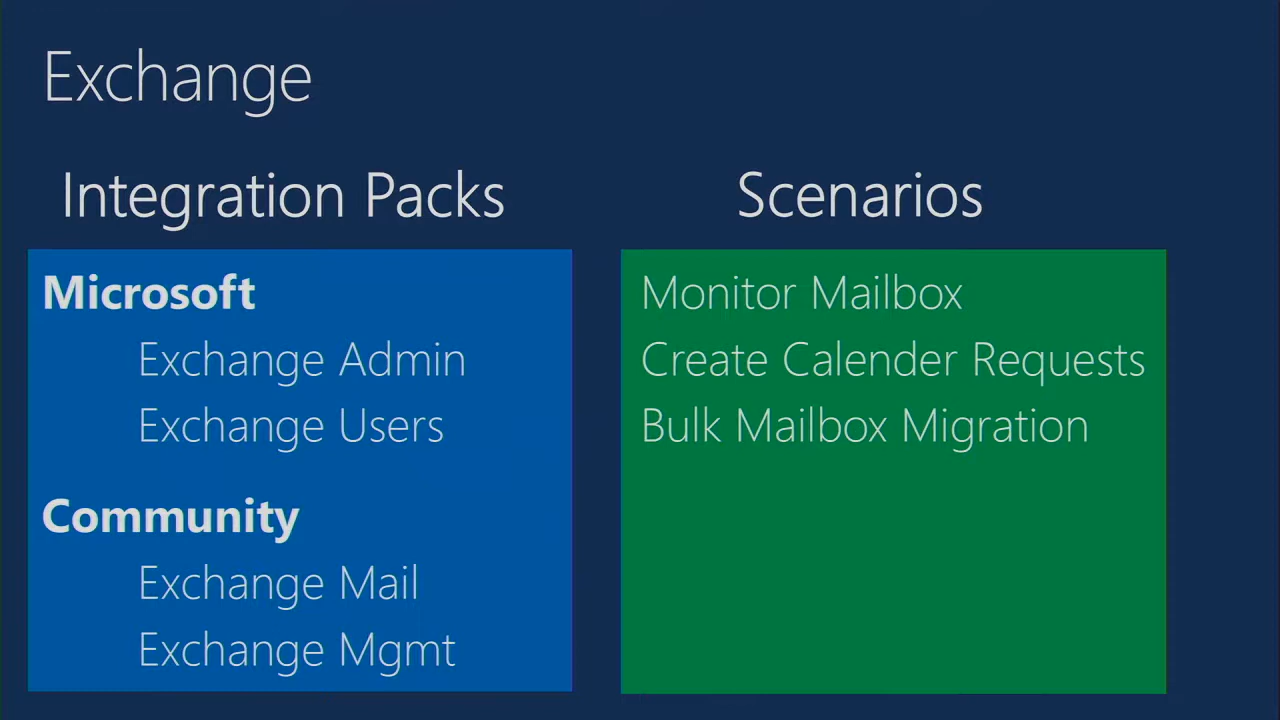 Exchange
Integration Packs
Microsoft
Exchange Admin
Exchange Users
Community
Exchange Mail
Exchange Mgmt
Scenarios
Monitor Mailbox
Create Calender Requests
Bulk Mailbox Migration